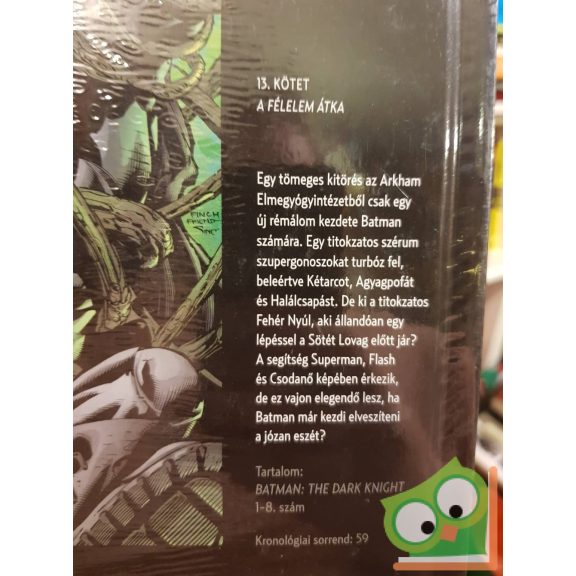 13. KÖTET
A FÉLELEM ÁTKA
Egy tömeges kitörés az Arkham
Elmegyógyintézetből csak egy
új rémálom kezdete Batman
számára. Egy titokzatos szérum
szupergonoszokat turbóz fel,
beleértve Kétarcot, Agyagpofát
és Halálcsapást. De ki a titokzatos
Fehér Nyúl, aki állandóan egy
lépéssel a Sötét Lovag előtt jár?
A segítség Superman, Flash
és Csodanő képében érkezik,
de ez vajon elegendő lesz, ha
Batman már kezdi elveszíteni
a józan eszét?
FINCH
FRIEND
Tartalom:
BATMAN: THE DARK KNIGHT
1–8. szám
Kronológiai sorrend: 59